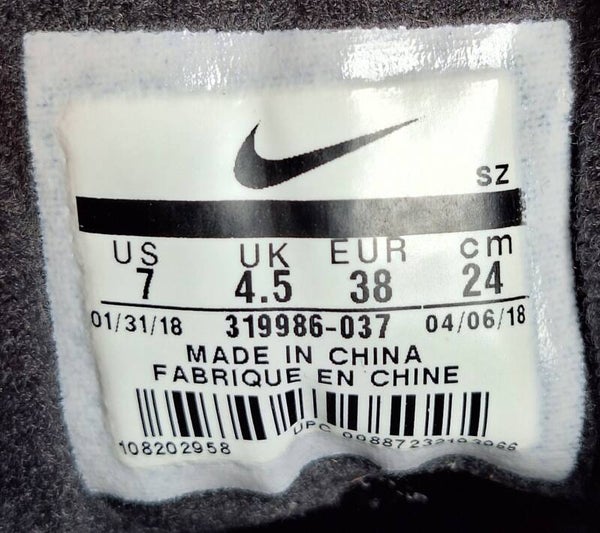 SZ
US UK EUR cm
7 4.5 38 24
01/31/18 319986-037 04/06/18
MADE IN CHINA
FABRIQUE EN CHINE
108202958 UPC